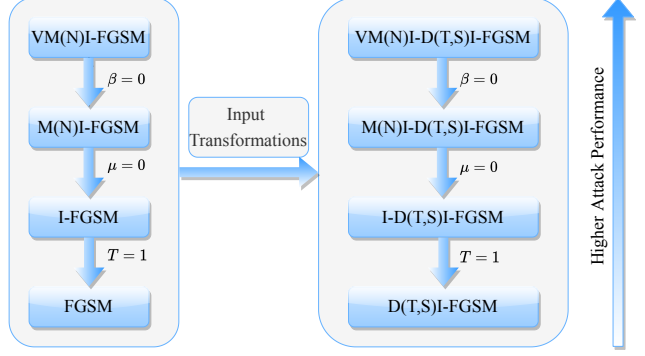 VM(N)I-FGSM
β = 0
M(N)I-FGSM
μ = 0
I-FGSM
T = 1
FGSM
Input
Transformations
VM(N)I-D(T,S)I-FGSM
β = 0
M(N)I-D(T,S)I-FGSM
μ = 0
I-D(T,S)I-FGSM
T = 1
D(T,S)I-FGSM
Higher Attack Performance